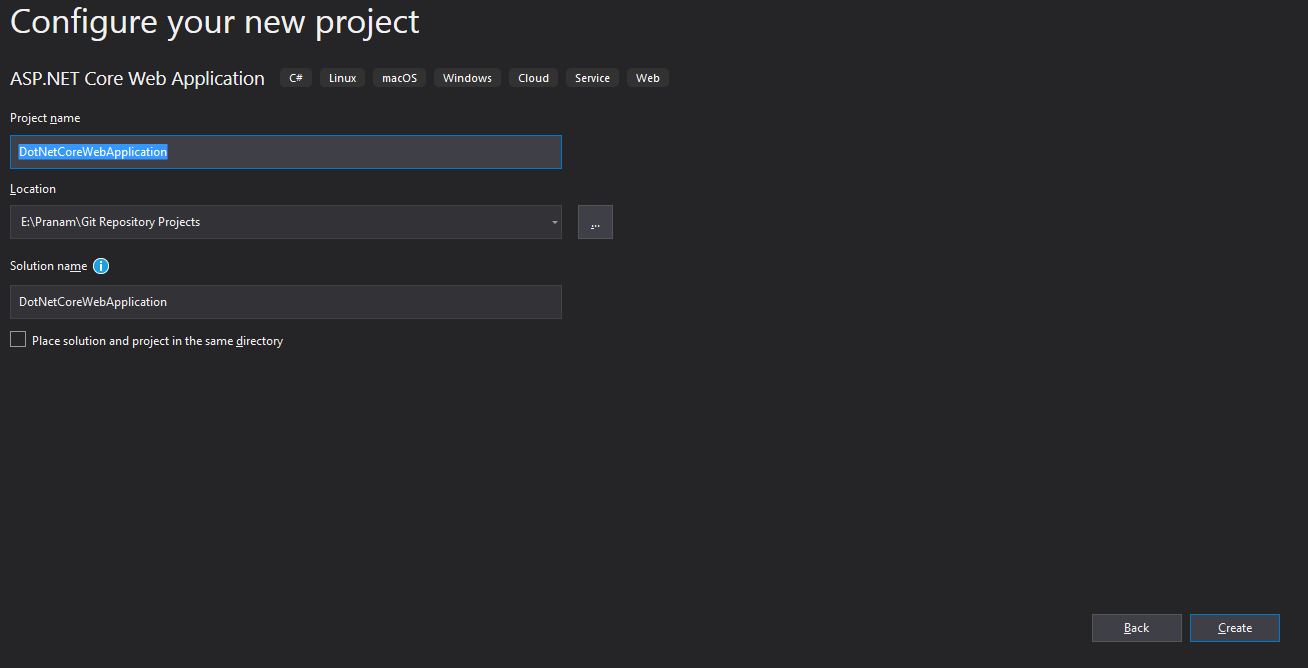 Configure your new project
ASP.NET Core Web Application C# Linux macOS Windows Cloud Service Web
Project name
DotNetCoreWebApplication
Location
E:\Pranam\Git Repository Projects
...
Solution name
DotNetCoreWebApplication
Place solution and project in the same directory
Back Create